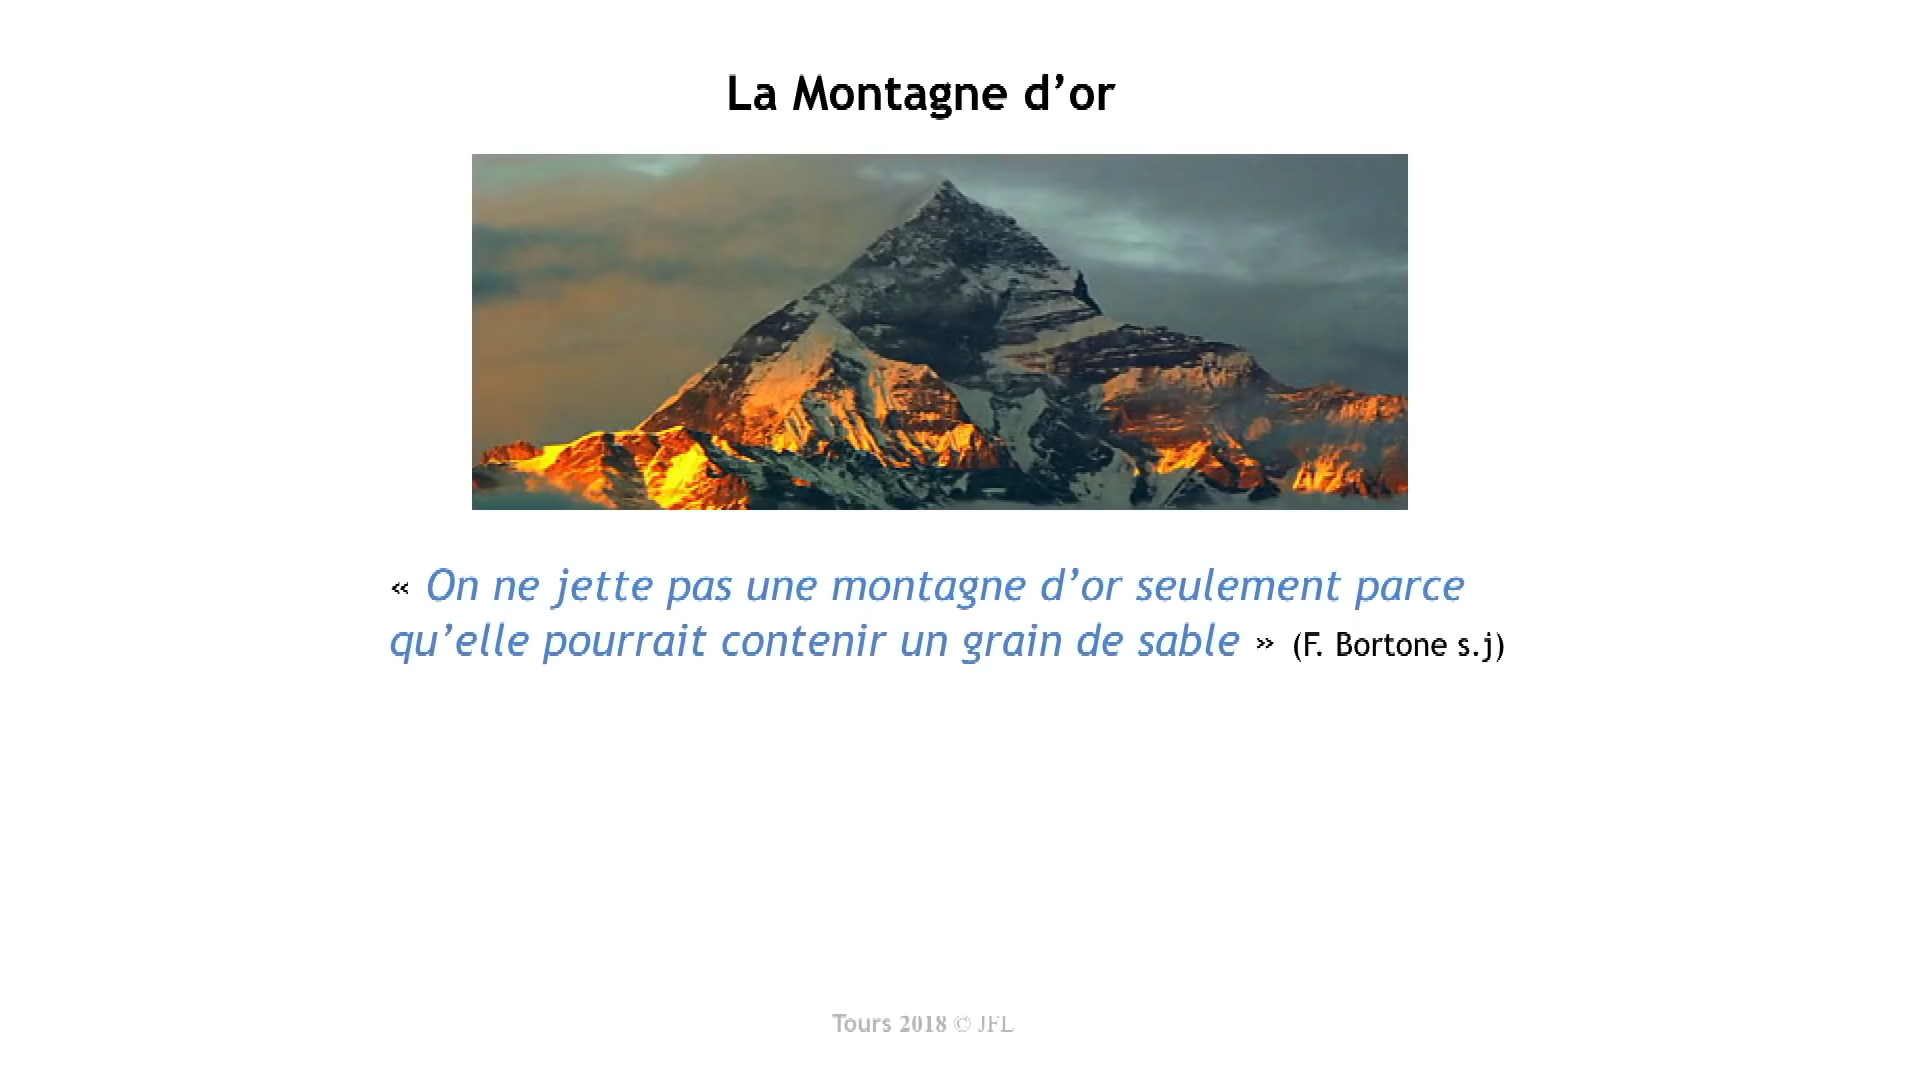 La Montagne d’or
« On ne jette pas une montagne d’or seulement parce
qu’elle pourrait contenir un grain de sable » (F. Bortone s.j)
Tours 2018 © JFL